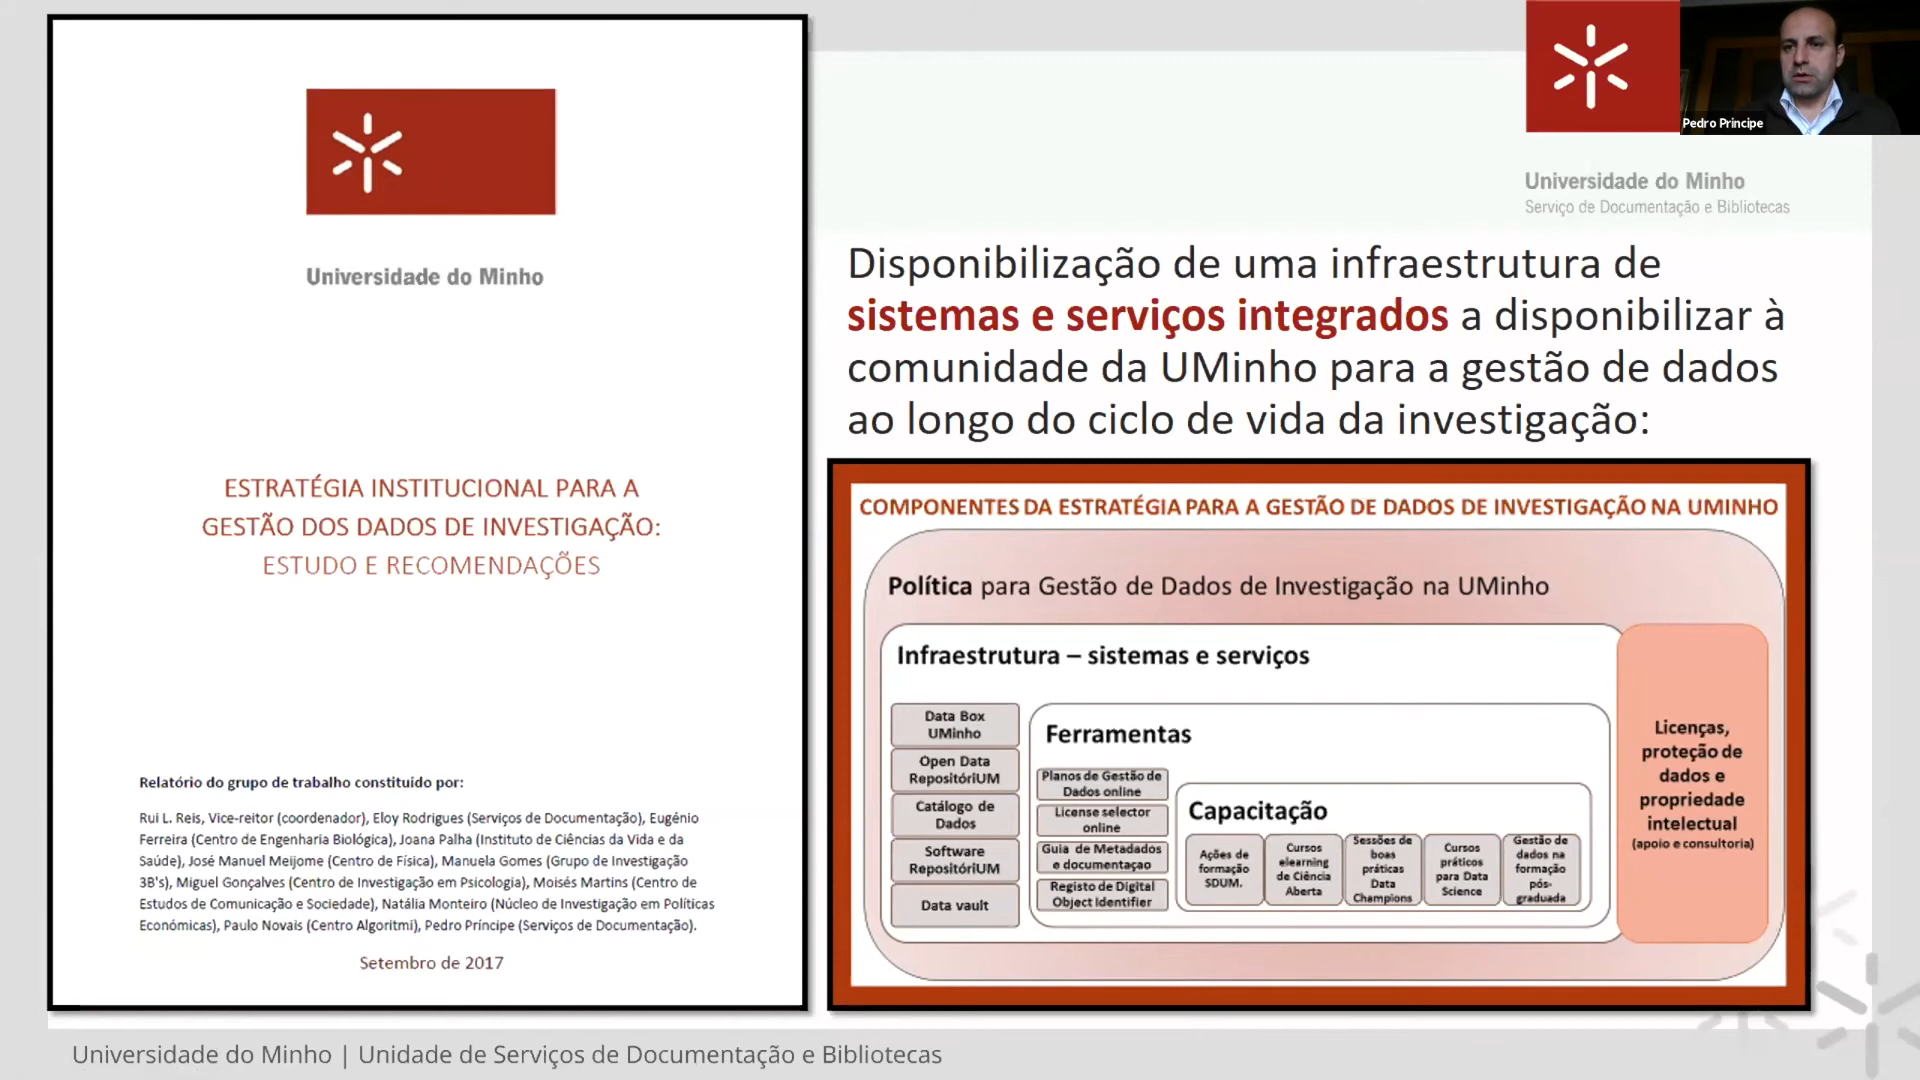 Universidade do Minho
ESTRATÉGIA INSTITUCIONAL PARA A
GESTÃO DOS DADOS DE INVESTIGAÇÃO:
ESTUDO E RECOMENDAÇÕES
Relatório do grupo de trabalho constituído por:
Rui L. Reis, Vice-reitor (coordenador), Eloy Rodrigues (Serviços de Documentação), Eugénio
Ferreira (Centro de Engenharia Biológica), Joana Palha (Instituto de Ciências da Vida e da
Saúde), José Manuel Meijome (Centro de Física), Manuela Gomes (Grupo de Investigação
3B's), Miguel Gonçalves (Centro de Investigação em Psicologia), Moisés Martins (Centro de
Estudos de Comunicação e Sociedade), Natália Monteiro (Núcleo de Investigação em Políticas
Económicas), Paulo Novais (Centro Algoritmi), Pedro Príncipe (Serviços de Documentação).
Setembro de 2017
Pedro Principe
Universidade do Minho
Serviço de Documentação e Bibliotecas
Disponibilização de uma infraestrutura de
sistemas e serviços integrados a disponibilizar à
comunidade da UMinho para a gestão de dados
ao longo do ciclo de vida da investigação:
COMPONENTES DA ESTRATÉGIA PARA A GESTÃO DE DADOS DE INVESTIGAÇÃO NA UMINHO
Política para Gestão de Dados de Investigação na UMinho
Infraestrutura – sistemas e serviços
Data Box
UMinho
Open Data
RepositóriUM
Catálogo de
Dados
Software
RepositóriUM
Data vault
Ferramentas
Planos de Gestão de
Dados online
License selector
online
Guia de Metadados
e documentaçao
Registo de Digital
Object Identifier
Capacitação
Ações de
formação
SDUM.
Cursos
elearning
de Ciência
Aberta
Sessões de
boas
práticas
Data
Champions
Cursos
práticos
para Data
Science
Gestão de
dados na
formação
pós-
graduada
Licenças,
proteção de
dados e
propriedade
intelectual
(apoio e consultoria)
Universidade do Minho | Unidade de Serviços de Documentação e Bibliotecas